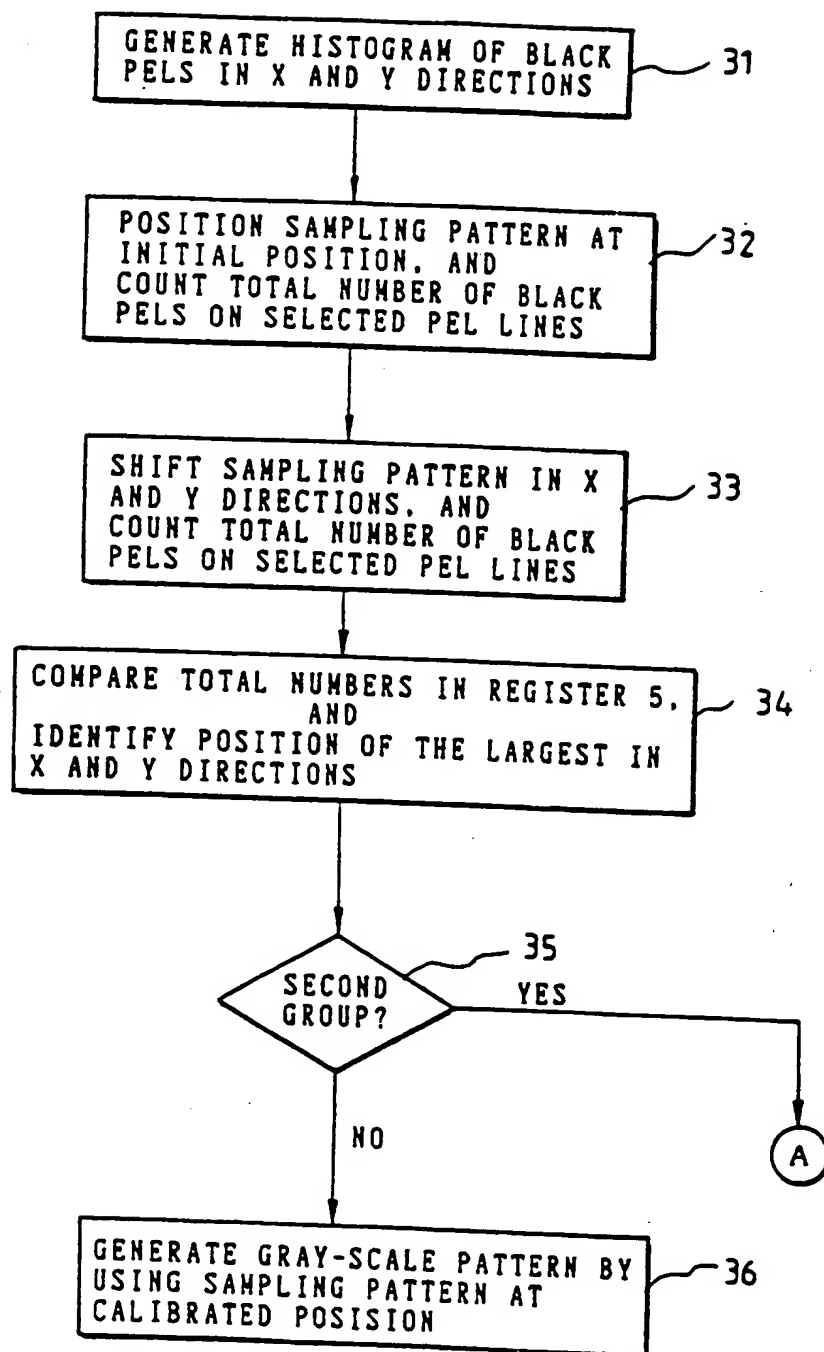 GENERATE HISTOGRAM OF BLACK
PELS IN X AND Y DIRECTIONS
31
POSITION SAMPLING PATTERN AT
INITIAL POSITION, AND
COUNT TOTAL NUMBER OF BLACK
PELS ON SELECTED PEL LINES
32
SHIFT SAMPLING PATTERN IN X
AND Y DIRECTIONS, AND
COUNT TOTAL NUMBER OF BLACK
PELS ON SELECTED PEL LINES
33
COMPARE TOTAL NUMBERS IN REGISTER 5,
AND
IDENTIFY POSITION OF THE LARGEST IN
X AND Y DIRECTIONS
34
35
SECOND
GROUP?
YES
NO
A
GENERATE GRAY-SCALE PATTERN BY
USING SAMPLING PATTERN AT
CALIBRATED POSISION
36